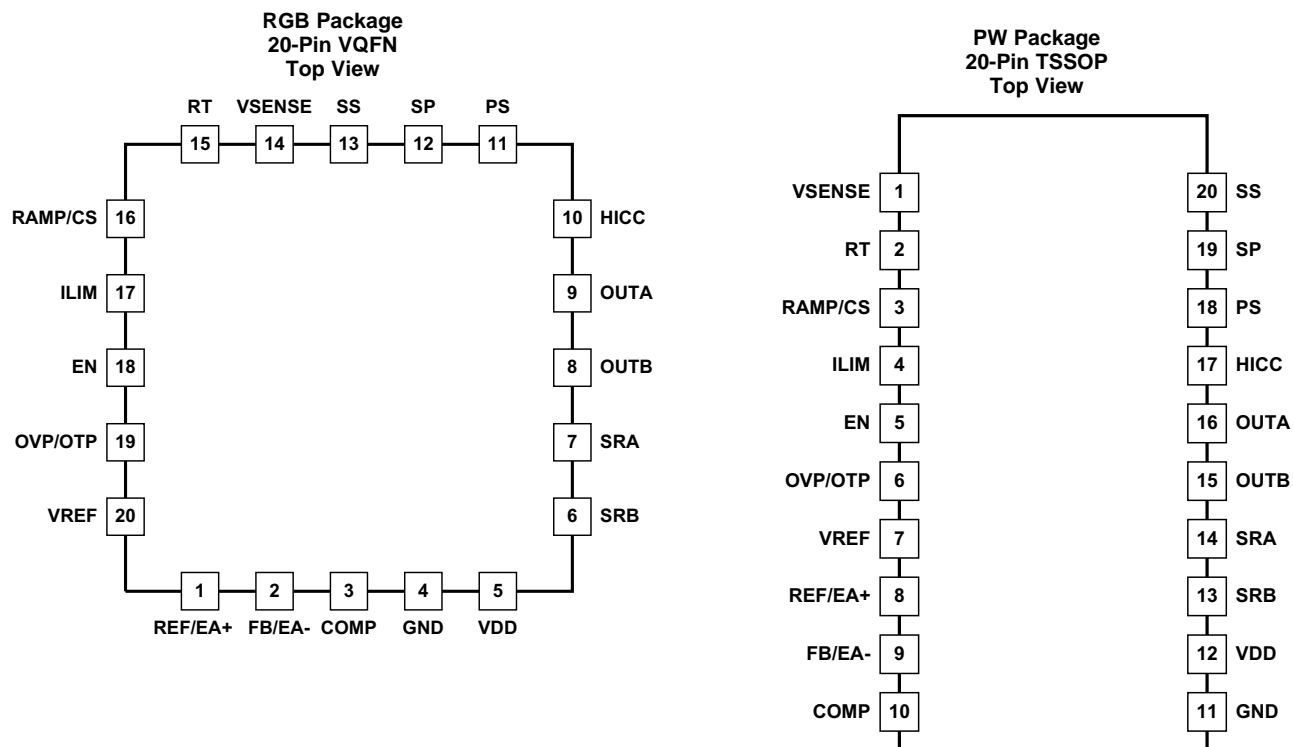 RGB Package
20-Pin VQFN
Top View
RT VSENSE SS SP PS
15 14 13 12 11
RAMP/CS 16
10 HICC
ILIM 17
9 OUTA
EN 18
8 OUTB
OVP/OTP 19
7 SRA
VREF 20
6 SRB
1 2 3 4 5
REF/EA+ FB/EA- COMP GND VDD
PW Package
20-Pin TSSOP
Top View
VSENSE 1
20 SS
RT 2
19 SP
RAMP/CS 3
18 PS
ILIM 4
17 HICC
EN 5
16 OUTA
OVP/OTP 6
15 OUTB
VREF 7
14 SRA
REF/EA+ 8
13 SRB
FB/EA- 9
12 VDD
COMP 10
11 GND